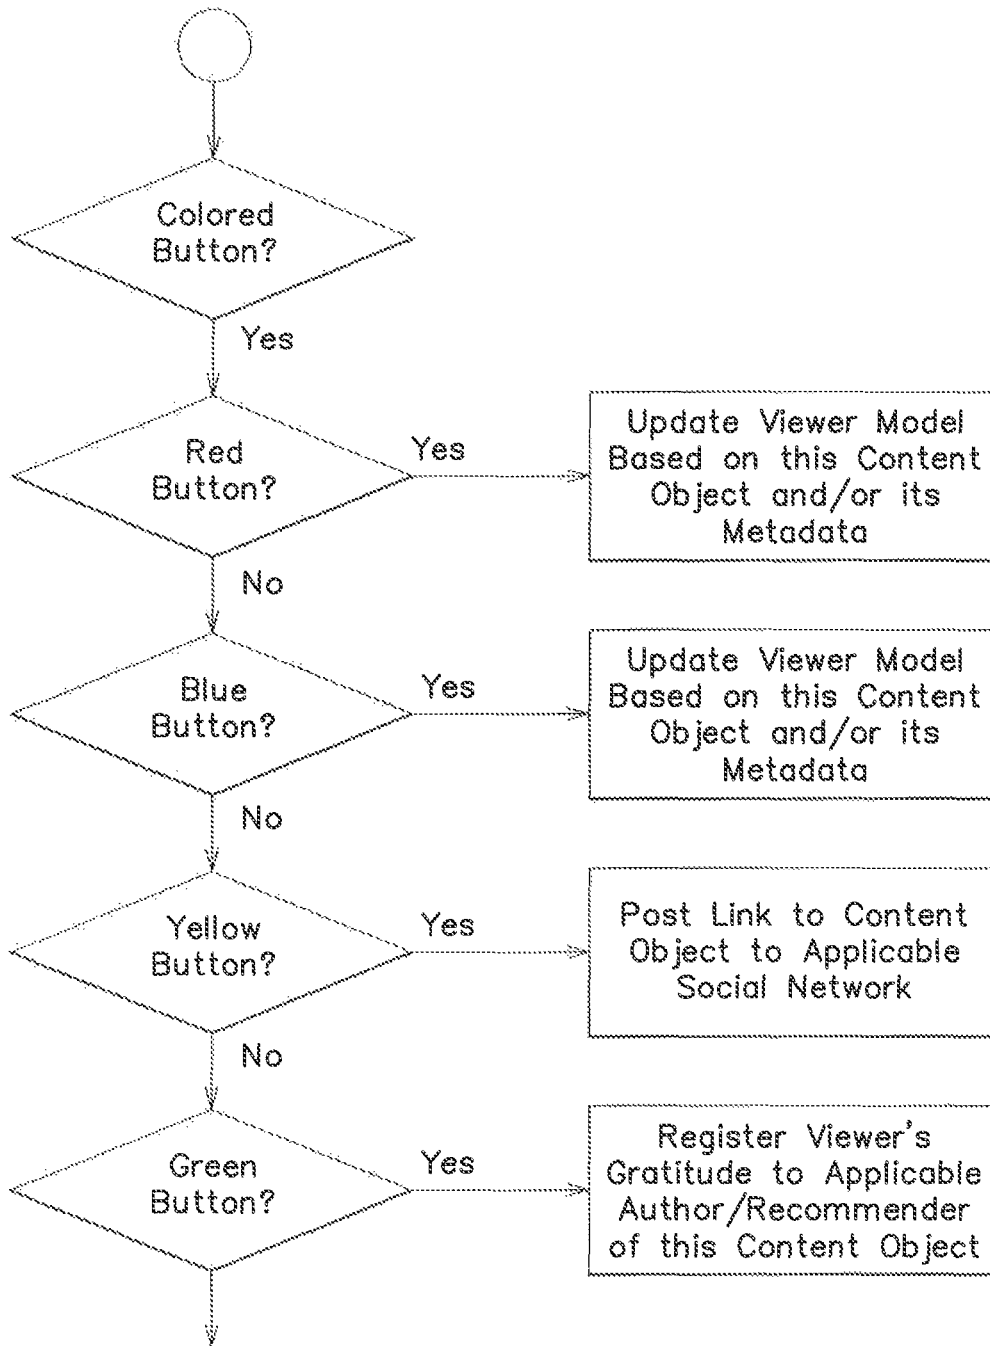 Colored
Button?
Yes
Red
Button?
Yes
Update Viewer Model
Based on this Content
Object and/or its
Metadata
No
Blue
Button?
Yes
Update Viewer Model
Based on this Content
Object and/or its
Metadata
No
Yellow
Button?
Yes
Post Link to Content
Object to Applicable
Social Network
No
Green
Button?
Yes
Register Viewer's
Gratitude to Applicable
Author/Recommender
of this Content Object